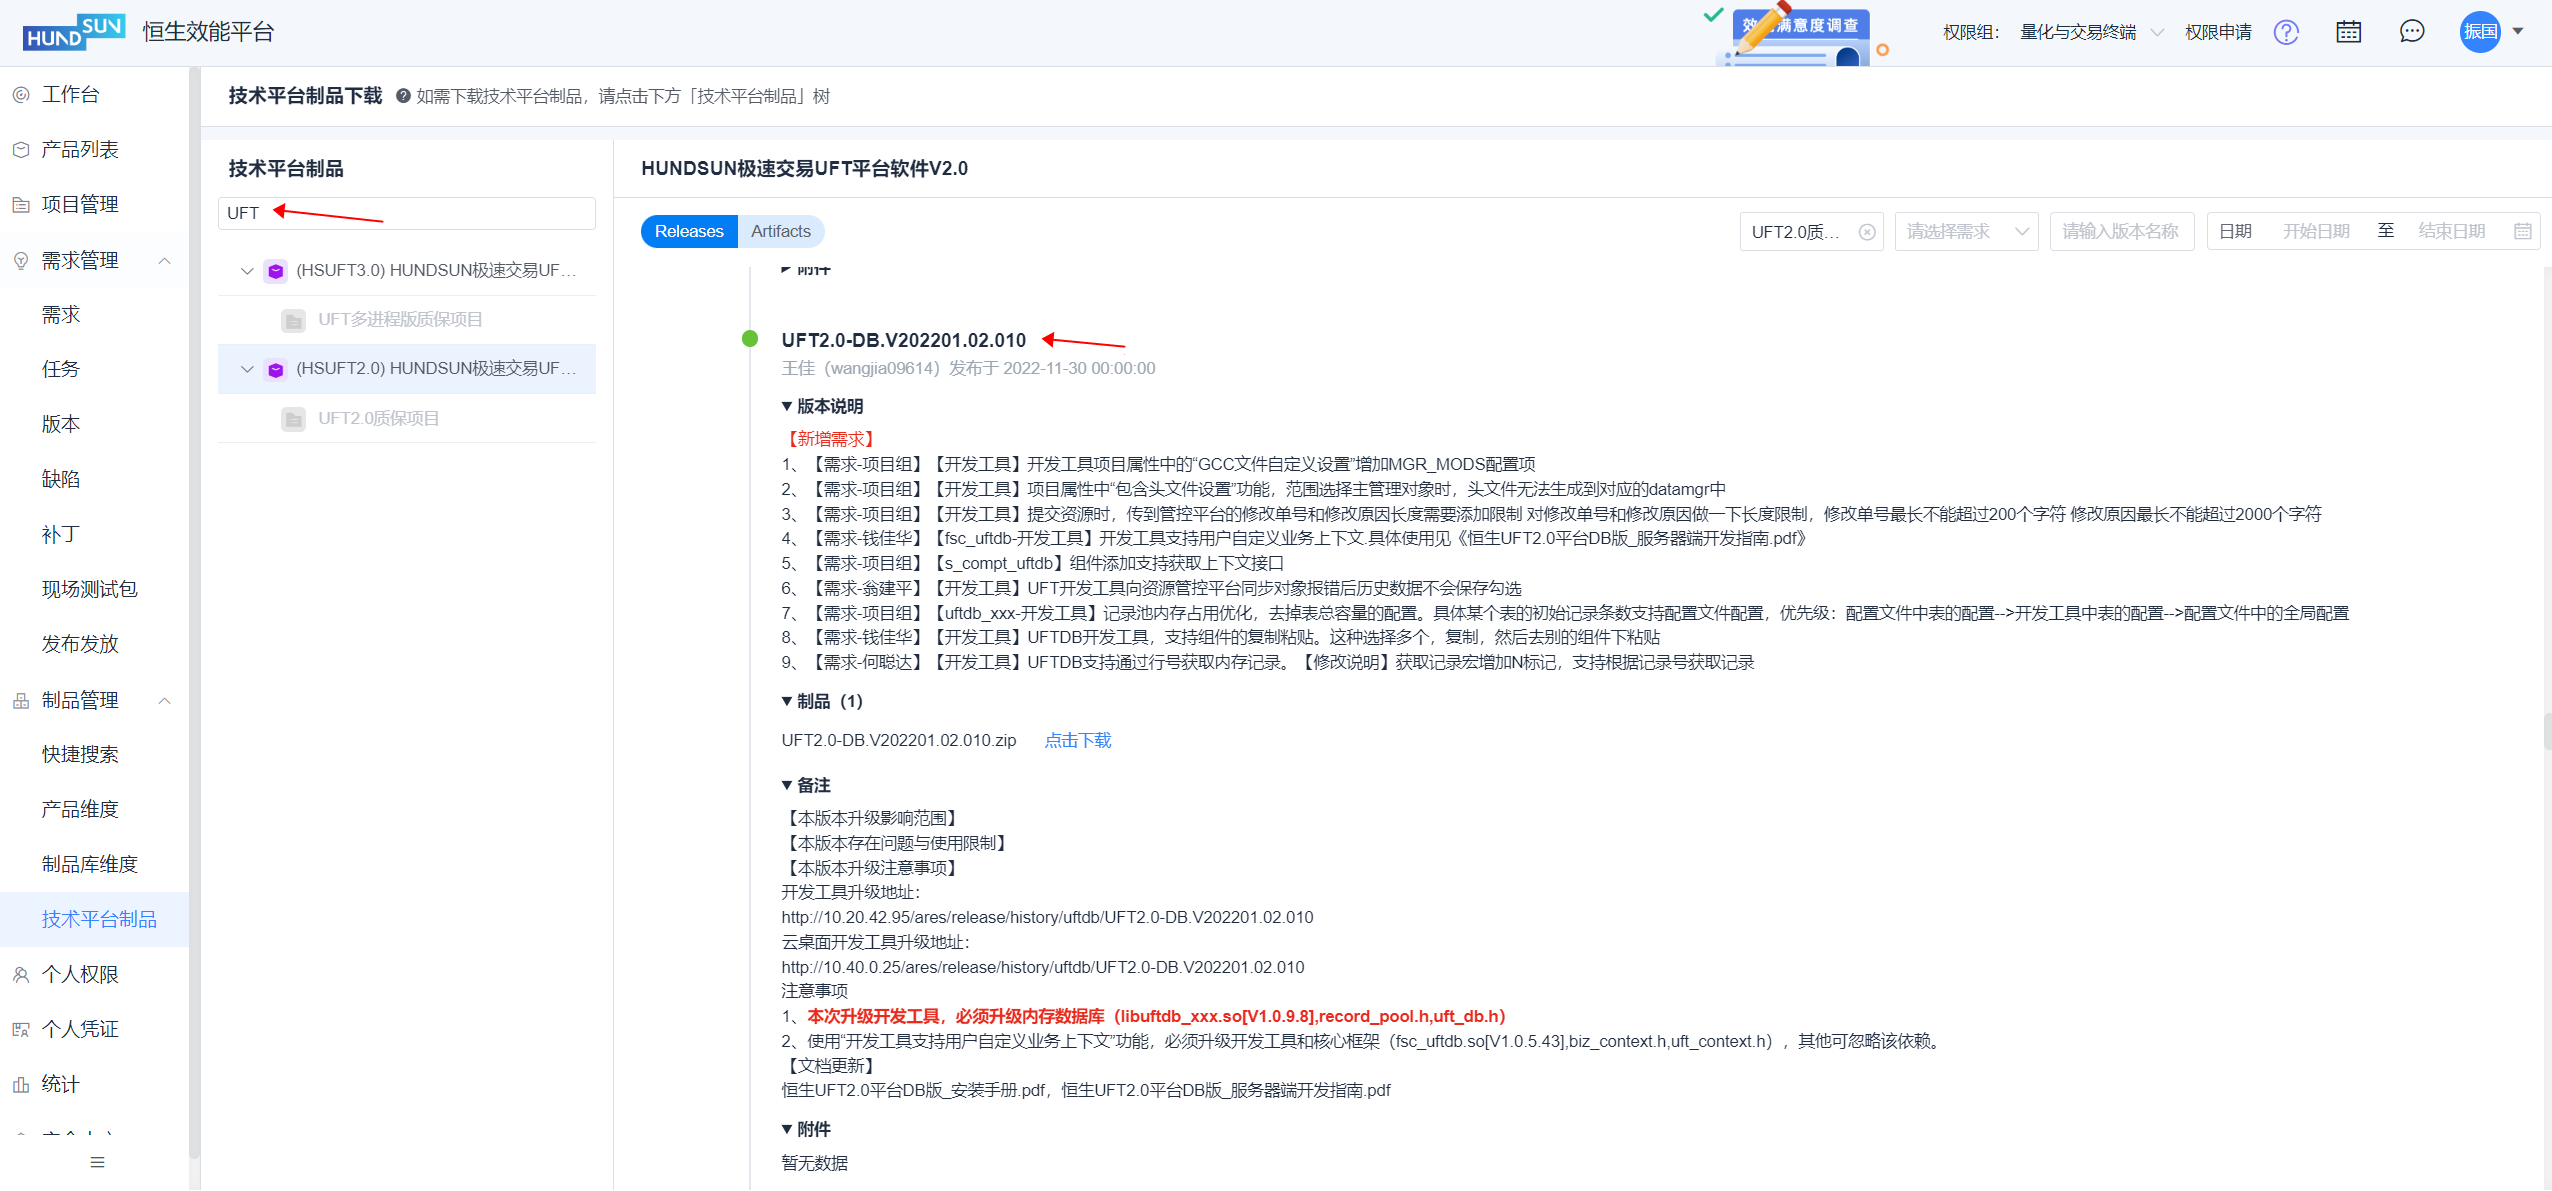 HUNDSUN 恒生效能平台
满意度调查
权限组： 量化与交易终端 权限申请 振国
工作台
产品列表
项目管理
需求管理
需求
任务
版本
缺陷
补丁
现场测试包
发布发放
制品管理
快捷搜索
产品维度
制品库维度
技术平台制品
个人权限
个人凭证
统计
技术平台制品下载 如需下载技术平台制品，请点击下方「技术平台制品」树
技术平台制品
UFT
(HSUFT3.0) HUNDSUN极速交易UF...
UFT多进程版质保项目
(HSUFT2.0) HUNDSUN极速交易UF...
UFT2.0质保项目
HUNDSUN极速交易UFT平台软件V2.0
Releases Artifacts UFT2.0质... 请选择需求 请输入版本名称 日期 开始日期 至 结束日期
附件
UFT2.0-DB.V202201.02.010
王佳（wangjia09614）发布于 2022-11-30 00:00:00
版本说明
【新增需求】
1、【需求-项目组】【开发工具】开发工具项目属性中的“GCC文件自定义设置”增加MGR_MODS配置项
2、【需求-项目组】【开发工具】项目属性中“包含头文件设置”功能，范围选择主管理对象时，头文件无法生成到对应的datamgr中
3、【需求-项目组】【开发工具】提交资源时，传到管控平台的修改单号和修改原因长度需要添加限制 对修改单号和修改原因做一下长度限制，修改单号最长不能超过200个字符 修改原因最长不能超过2000个字符
4、【需求-钱佳华】【fsc_uftdb-开发工具】开发工具支持用户自定义业务上下文.具体使用见《恒生UFT2.0平台DB版_服务器端开发指南.pdf》
5、【需求-项目组】【s_compt_uftdb】组件添加支持获取上下文接口
6、【需求-翁建平】【开发工具】UFT开发工具向资源管控平台同步对象报错后历史数据不会保存勾选
7、【需求-项目组】【uftdb_xxx-开发工具】记录池内存占用优化，去掉表总容量的配置。具体某个表的初始记录条数支持配置文件配置，优先级：配置文件中表的配置-->开发工具中表的配置-->配置文件中的全局配置
8、【需求-钱佳华】【开发工具】UFTDB开发工具，支持组件的复制粘贴。这种选择多个，复制，然后去别的组件下粘贴
9、【需求-何聪达】【开发工具】UFTDB支持通过行号获取内存记录。【修改说明】获取记录宏增加N标记，支持根据记录号获取记录
制品（1）
UFT2.0-DB.V202201.02.010.zip 点击下载
备注
【本版本升级影响范围】
【本版本存在问题与使用限制】
【本版本升级注意事项】
开发工具升级地址：
http://10.20.42.95/ares/release/history/uftdb/UFT2.0-DB.V202201.02.010
云桌面开发工具升级地址：
http://10.40.0.25/ares/release/history/uftdb/UFT2.0-DB.V202201.02.010
注意事项
1、本次升级开发工具，必须升级内存数据库（libuftdb_xxx.so[V1.0.9.8],record_pool.h,uft_db.h）
2、使用“开发工具支持用户自定义业务上下文”功能，必须升级开发工具和核心框架（fsc_uftdb.so[V1.0.5.43],biz_context.h,uft_context.h），其他可忽略该依赖。
【文档更新】
恒生UFT2.0平台DB版_安装手册.pdf，恒生UFT2.0平台DB版_服务器端开发指南.pdf
附件
暂无数据